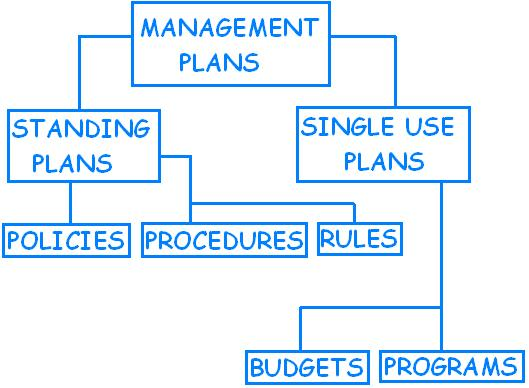 MANAGEMENT
PLANS
STANDING
PLANS
SINGLE USE
PLANS
POLICIES
PROCEDURES
RULES
BUDGETS
PROGRAMS